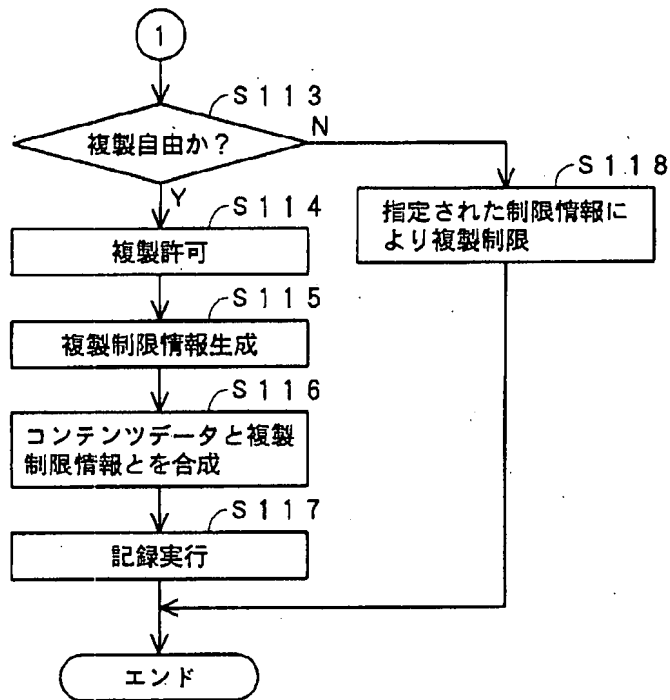 1
S113
複製自由か?
N
Y
S118
指定された制限情報に
より複製制限
S114
複製許可
S115
複製制限情報生成
S116
コンテンツデータと複製
制限情報とを合成
S117
記録実行
エンド